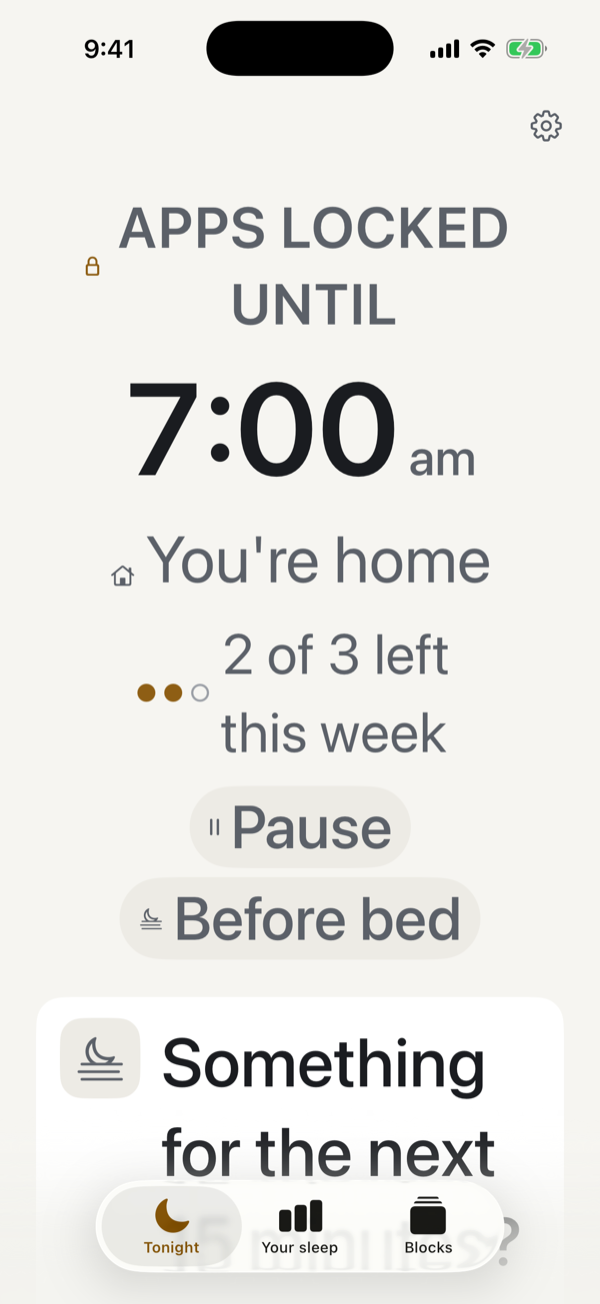 9:41
APPS LOCKED
UNTIL
7:00 am
You're home
2 of 3 left
this week
Pause
Before bed
Something
for the next
?
Tonight
Your sleep
Blocks